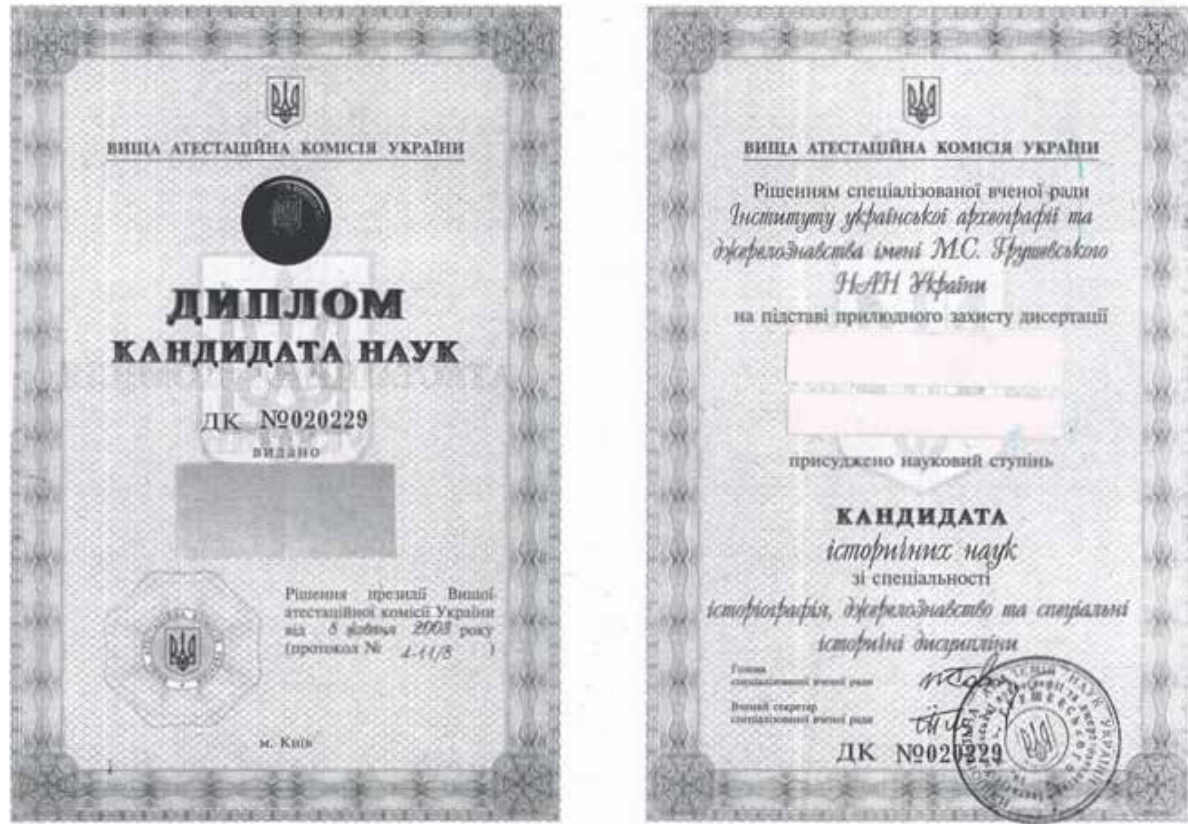 ВИЩА АТЕСТАЦІЙНА КОМІСІЯ УКРАЇНИ
ДИПЛОМ
КАНДИДАТА НАУК
ДК №020229
видано
Рішення президії Вищої
атестаційної комісії України
від 8 жовтня 2003 року
(протокол № )
м. Київ
ВИЩА АТЕСТАЦІЙНА КОМІСІЯ УКРАЇНИ
Рішенням спеціалізованої вченої ради
Інституту української археографії та
джерелознавства імені М.С. Грушевського
НАН України
на підставі прилюдного захисту дисертації
присуджено науковий ступінь
КАНДИДАТА
історичних наук
зі спеціальності
історіографія, джерелознавство та спеціальні
історичні дисципліни
Голова
спеціалізованої вченої ради
Вчений секретар
спеціалізованої вченої ради
ДК №020229